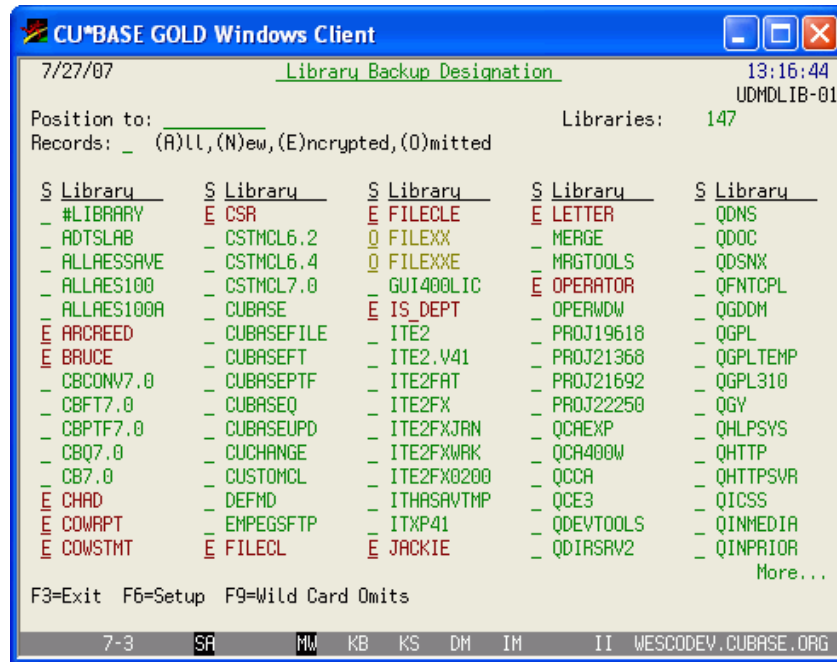 CU*BASE GOLD Windows Client
7/27/07 Library Backup Designation 13:16:44
UDMDLIB-01
Position to: Libraries: 147
Records: _ (A)ll,(N)ew,(E)ncrypted,(O)mitted
S Library S Library S Library S Library S Library
_ #LIBRARY E CSR E FILECLE E LETTER _ QDNS
_ ADTSLAB _ CSTMCL6.2 O FILEXX _ MERGE _ QDOC
_ ALLAESSAVE _ CSTMCL6.4 O FILEXXE _ MRGTOOLS _ QDSNX
_ ALLAES100 _ CSTMCL7.0 _ GUI400LIC E OPERATOR _ QFNTCPL
_ ALLAES100A _ CUBASE E IS_DEPT _ OPERWDW _ QGDDM
E ARCREED _ CUBASEFILE _ ITE2 _ PROJ19618 _ QGPL
E BRUCE _ CUBASEFT _ ITE2.V41 _ PROJ21368 _ QGPLTEMP
_ CBCONV7.0 _ CUBASEPTF _ ITE2FAT _ PROJ21692 _ QGPL310
_ CBFT7.0 _ CUBASEQ _ ITE2FX _ PROJ22250 _ QGY
_ CBPTF7.0 _ CUBASEUPD _ ITE2FXJRN _ QCAEXP _ QHLPSYS
_ CBQ7.0 _ CUCHANGE _ ITE2FXWRK _ QCA400W _ QHTTP
_ CB7.0 _ CUSTOMCL _ ITE2FX0200 _ QCCA _ QHTTPSVR
E CHAD _ DEFMD _ ITHASAVTMP _ QCE3 _ QICSS
E COWRPT _ EMPEGSFTP _ ITXP41 _ QDEVTOOLS _ QINMEDIA
E COWSTMT E FILECL E JACKIE _ QDIRSRV2 _ QINPRIOR
More...
F3=Exit F6=Setup F9=Wild Card Omits
7-3 SA MW KB KS DM IM II WESCODEV.CUBASE.ORG